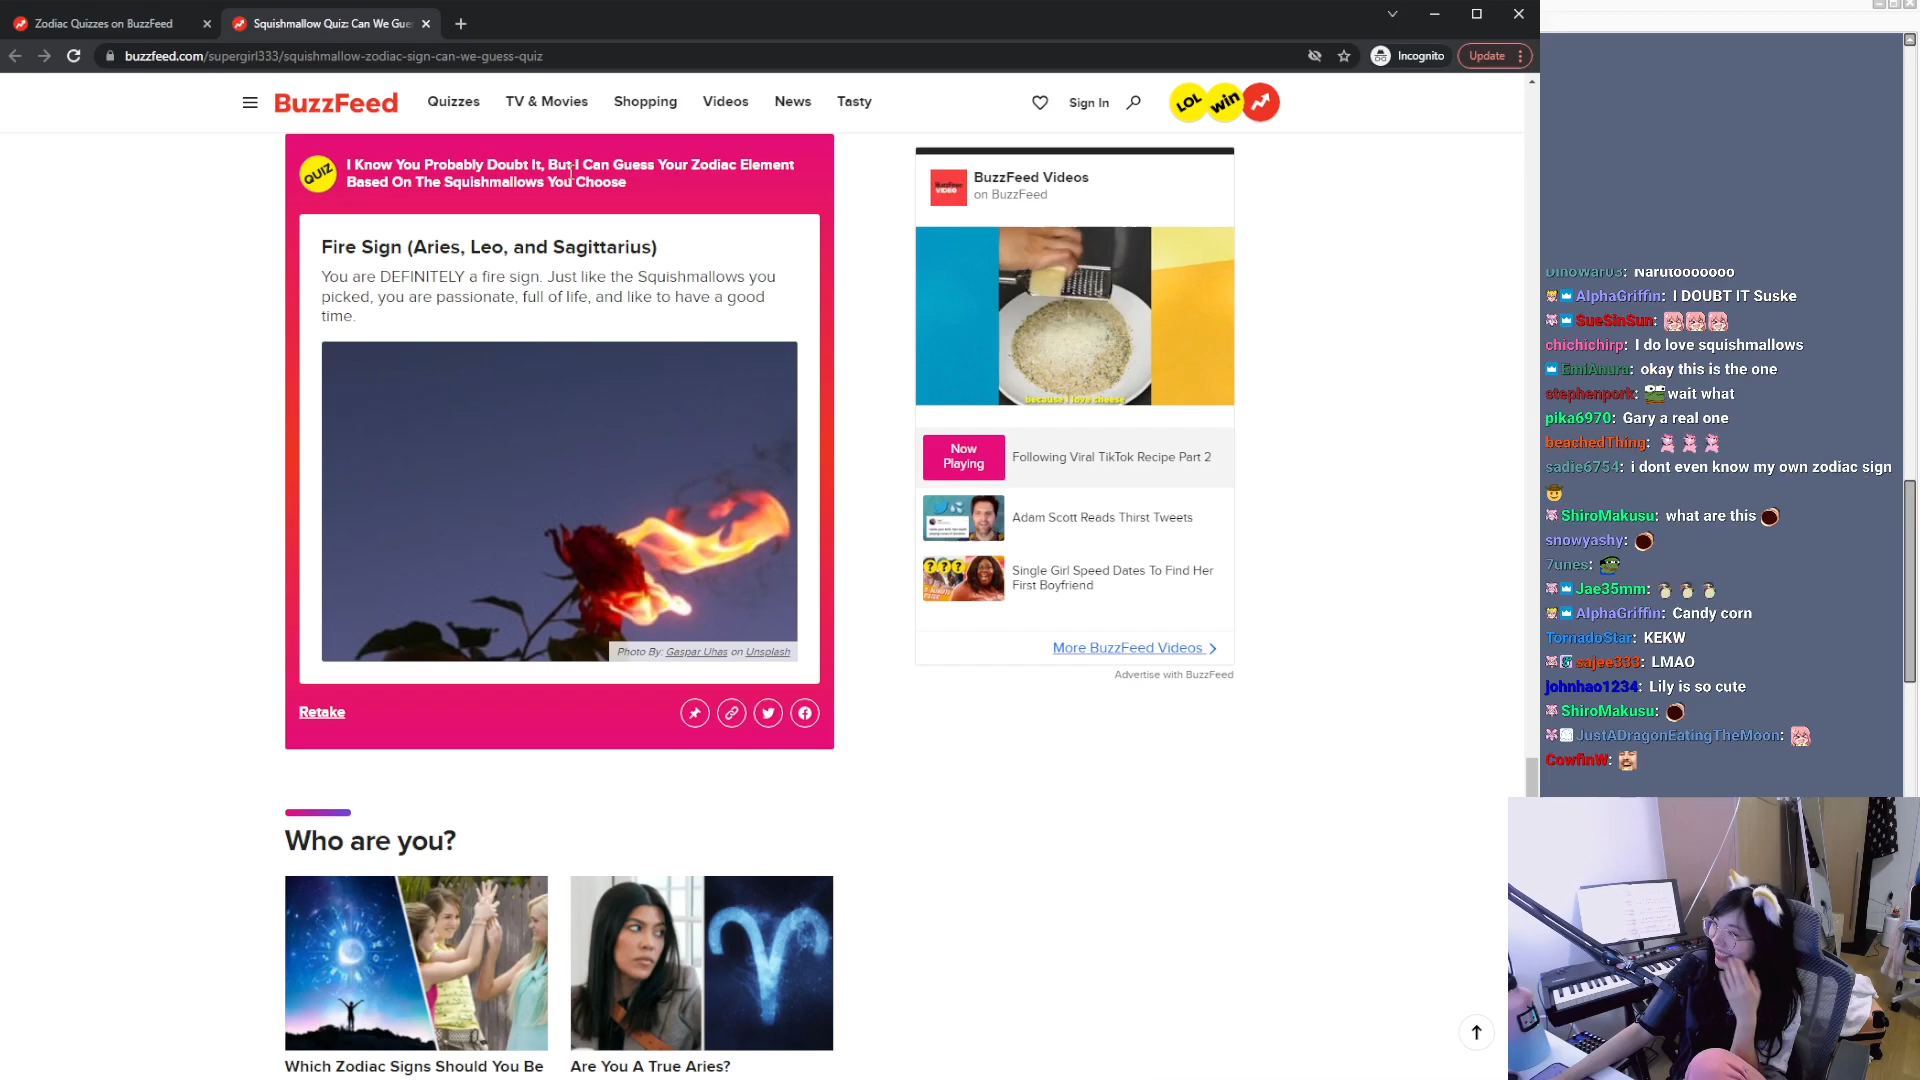 Zodiac Quizzes on BuzzFeed
Squishmallow Quiz: Can We Gue
buzzfeed.com/supergirl333/squishmallow-zodiac-sign-can-we-guess-quiz
Incognito
Update
BuzzFeed
Quizzes
TV & Movies
Shopping
Videos
News
Tasty
Sign In
LOL
win
QUIZ
I Know You Probably Doubt It, But I Can Guess Your Zodiac Element
Based On The Squishmallows You Choose
Fire Sign (Aries, Leo, and Sagittarius)
You are DEFINITELY a fire sign. Just like the Squishmallows you
picked, you are passionate, full of life, and like to have a good
time.
Photo By: Gaspar Uhas on Unsplash
Retake
Who are you?
Which Zodiac Signs Should You Be
Are You A True Aries?
BuzzFeed
VIDEO
BuzzFeed Videos
on BuzzFeed
because I love cheese
Now
Playing
Following Viral TikTok Recipe Part 2
Adam Scott Reads Thirst Tweets
???
Single Girl Speed Dates To Find Her
First Boyfriend
More BuzzFeed Videos
Advertise with BuzzFeed
DinoWar03: Narutooooooo
AlphaGriffin: I DOUBT IT Suske
SueSinSun:
chichichirp: I do love squishmallows
EmiAnura: okay this is the one
stephenpork: wait what
pika6970: Gary a real one
beachedThing:
sadie6754: i dont even know my own zodiac sign
ShiroMakusu: what are this
snowyashy:
7unes:
Jae35mm:
AlphaGriffin: Candy corn
TornadoStar: KEKW
sajee333: LMAO
johnhao1234: Lily is so cute
ShiroMakusu:
JustADragonEatingTheMoon:
CowfinW: